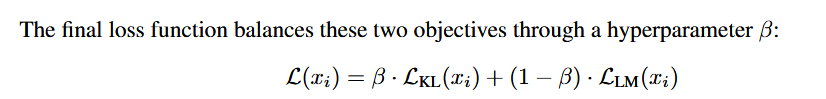 The final loss function balances these two objectives through a hyperparameter β:
ℒ(xᵢ) = β · ℒ_KL(xᵢ) + (1 − β) · ℒ_LM(xᵢ)